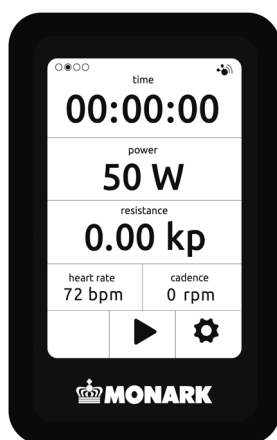 time
00:00:00
power
50 W
resistance
0.00 kp
heart rate
72 bpm
cadence
0 rpm
MONARK